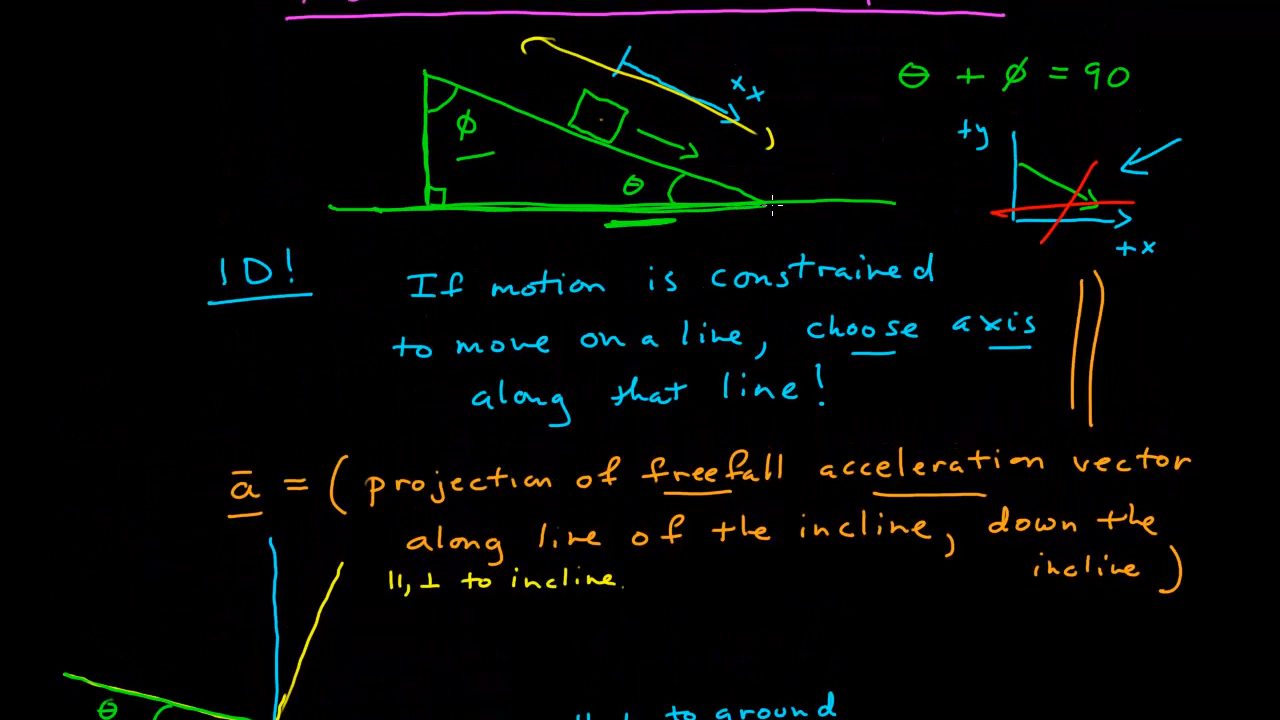 θ + φ = 90
x x
+y
φ
θ
+x
1D!
If motion is constrained
to move on a line, choose axis
along that line!
a̅ = ( projection of freefall acceleration vector
along line of the incline, down the
incline )
||, ⊥ to incline.
θ
to ground